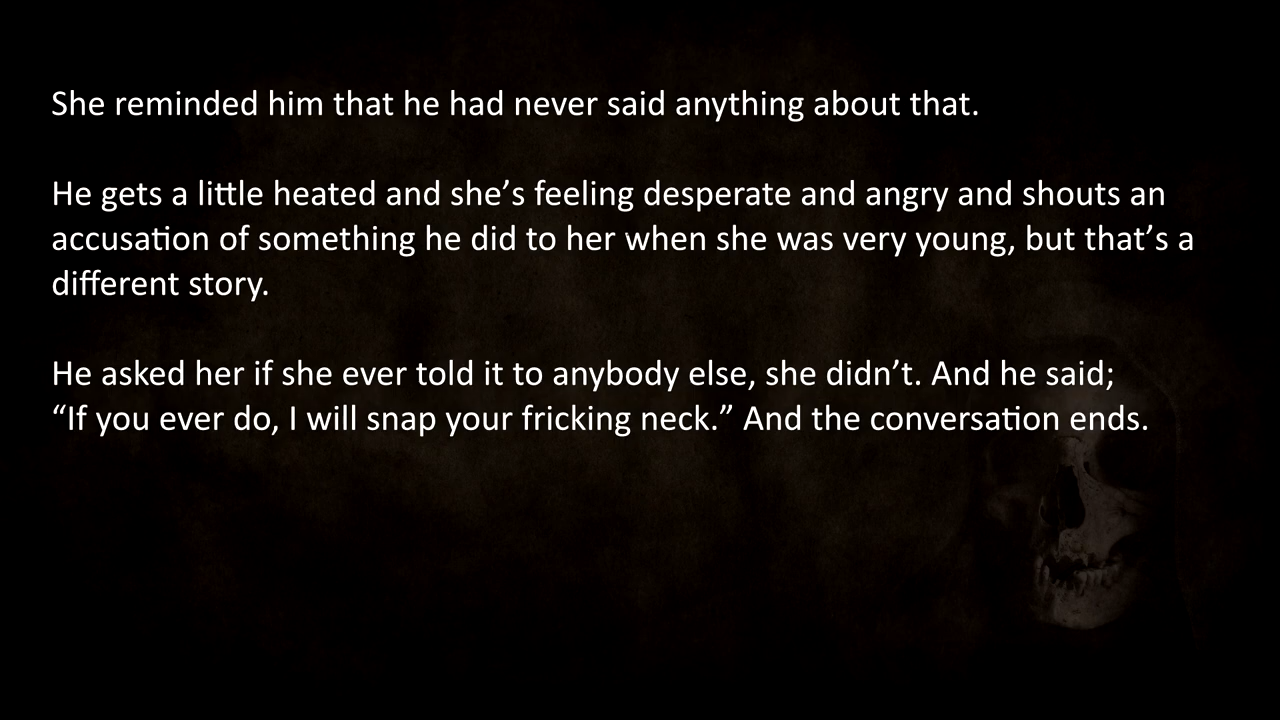 She reminded him that he had never said anything about that.
He gets a little heated and she’s feeling desperate and angry and shouts an
accusation of something he did to her when she was very young, but that’s a
different story.
He asked her if she ever told it to anybody else, she didn’t. And he said;
“If you ever do, I will snap your fricking neck.” And the conversation ends.